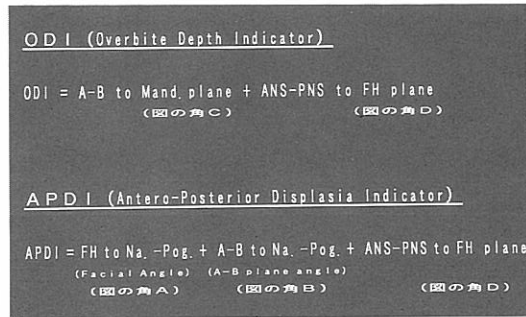 ODI (Overbite Depth Indicator)
ODI = A-B to Mand. plane + ANS-PNS to FH plane
(図の角C) (図の角D)
APDI (Antero-Posterior Displasia Indicator)
APDI = FH to Na. -Pog. + A-B to Na. -Pog. + ANS-PNS to FH plane
(Facial Angle) (A-B plane angle)
(図の角A) (図の角B) (図の角D)